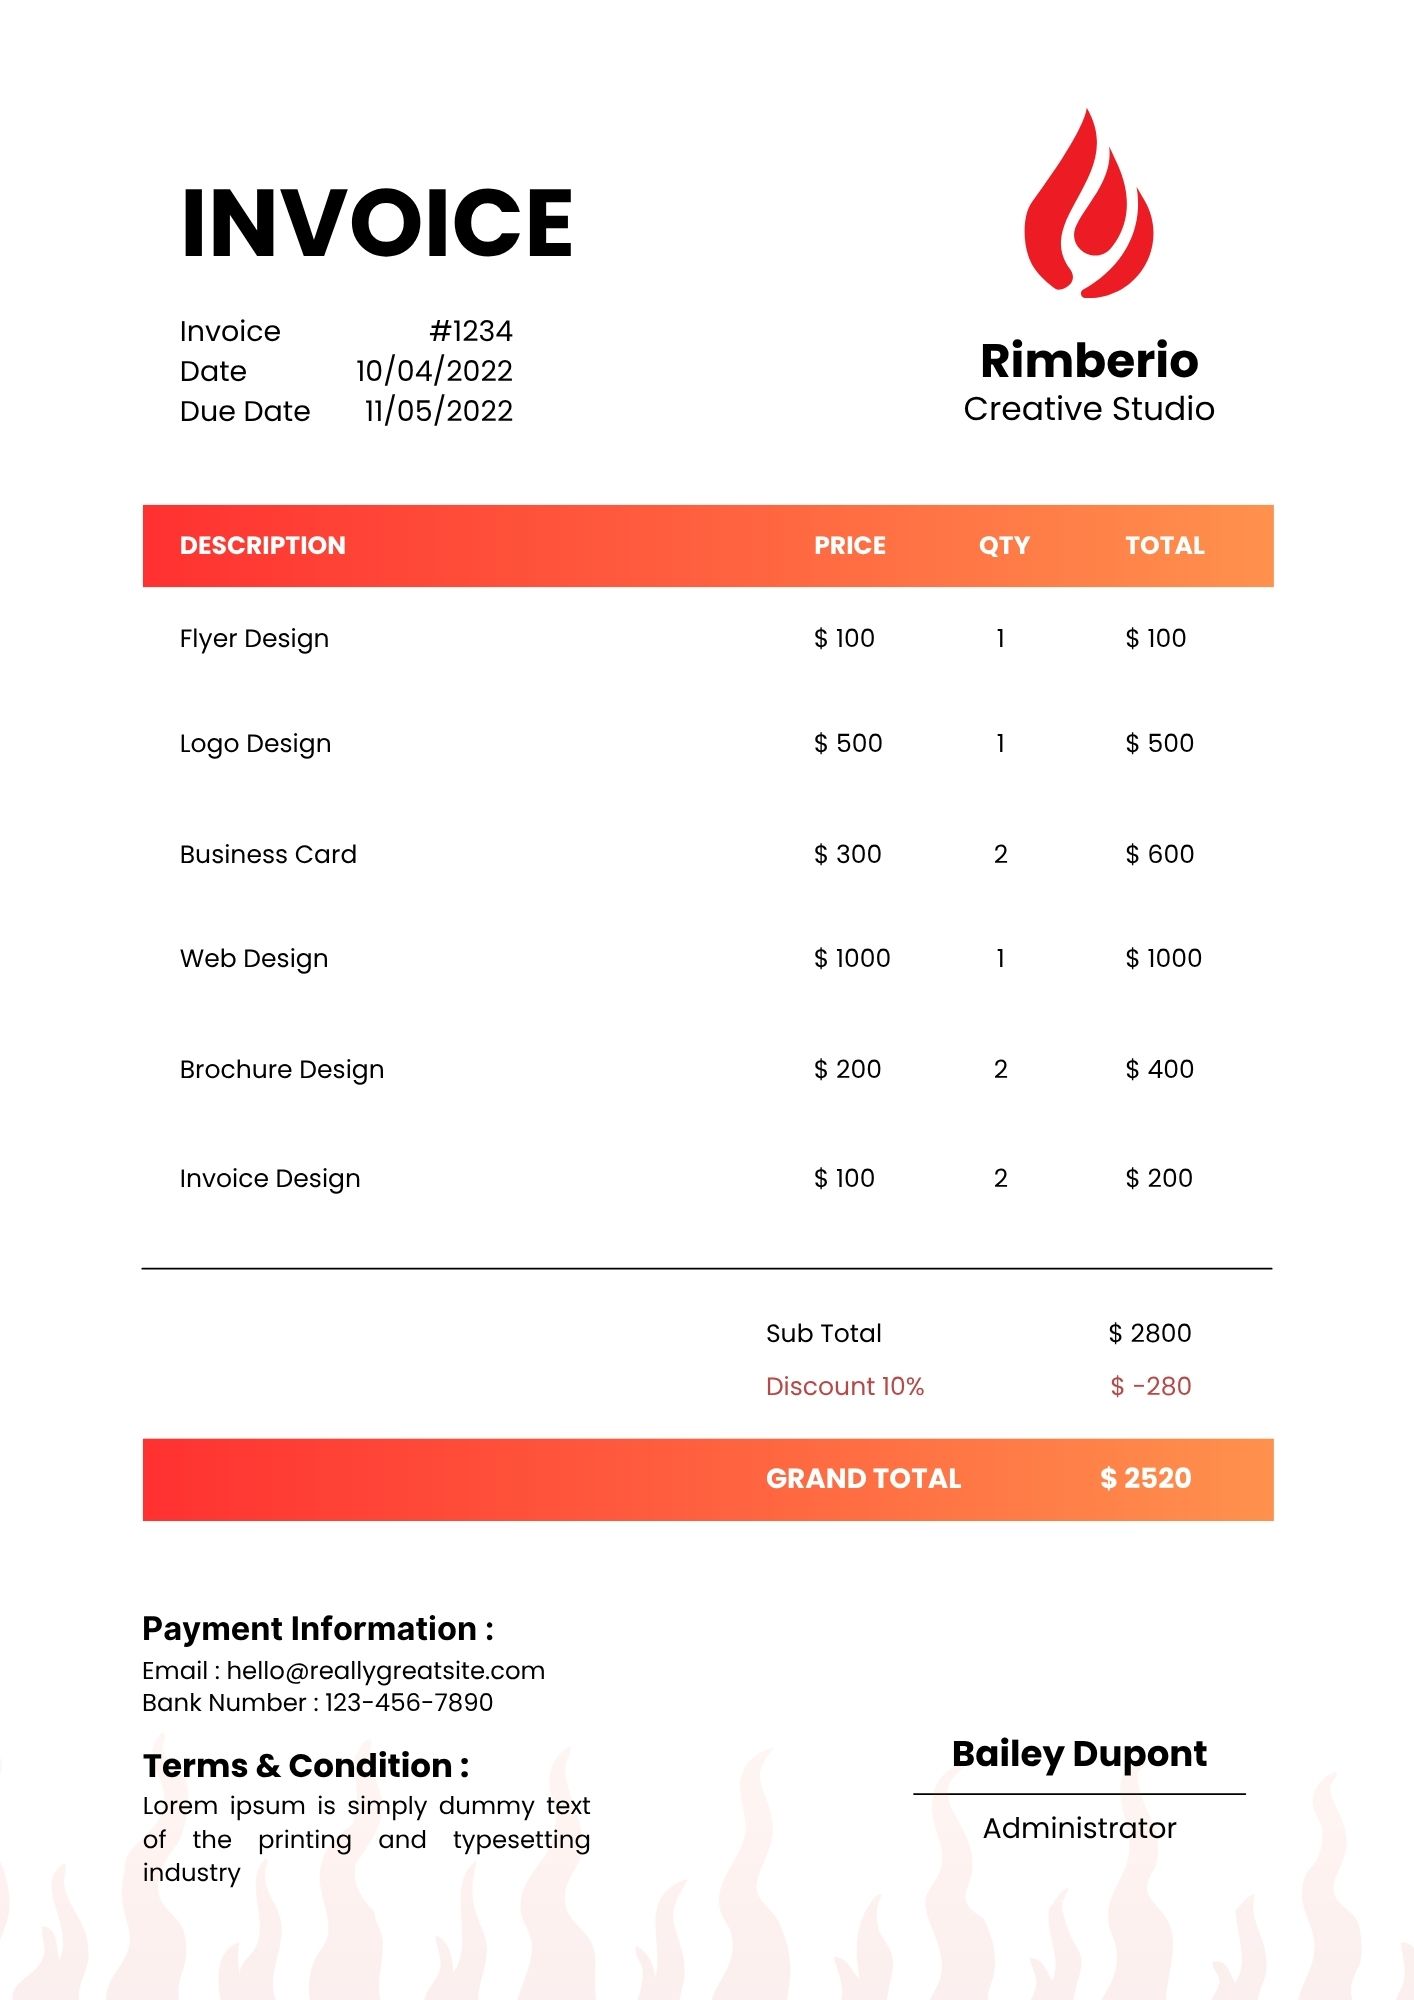 INVOICE
Invoice #1234
Date 10/04/2022
Due Date 11/05/2022
Rimberio
Creative Studio
DESCRIPTION PRICE QTY TOTAL
Flyer Design $ 100 1 $ 100
Logo Design $ 500 1 $ 500
Business Card $ 300 2 $ 600
Web Design $ 1000 1 $ 1000
Brochure Design $ 200 2 $ 400
Invoice Design $ 100 2 $ 200
Sub Total $ 2800
Discount 10% $ -280
GRAND TOTAL $ 2520
Payment Information :
Email : hello@reallygreatsite.com
Bank Number : 123-456-7890
Terms & Condition :
Lorem ipsum is simply dummy text
of the printing and typesetting
industry
Bailey Dupont
Administrator